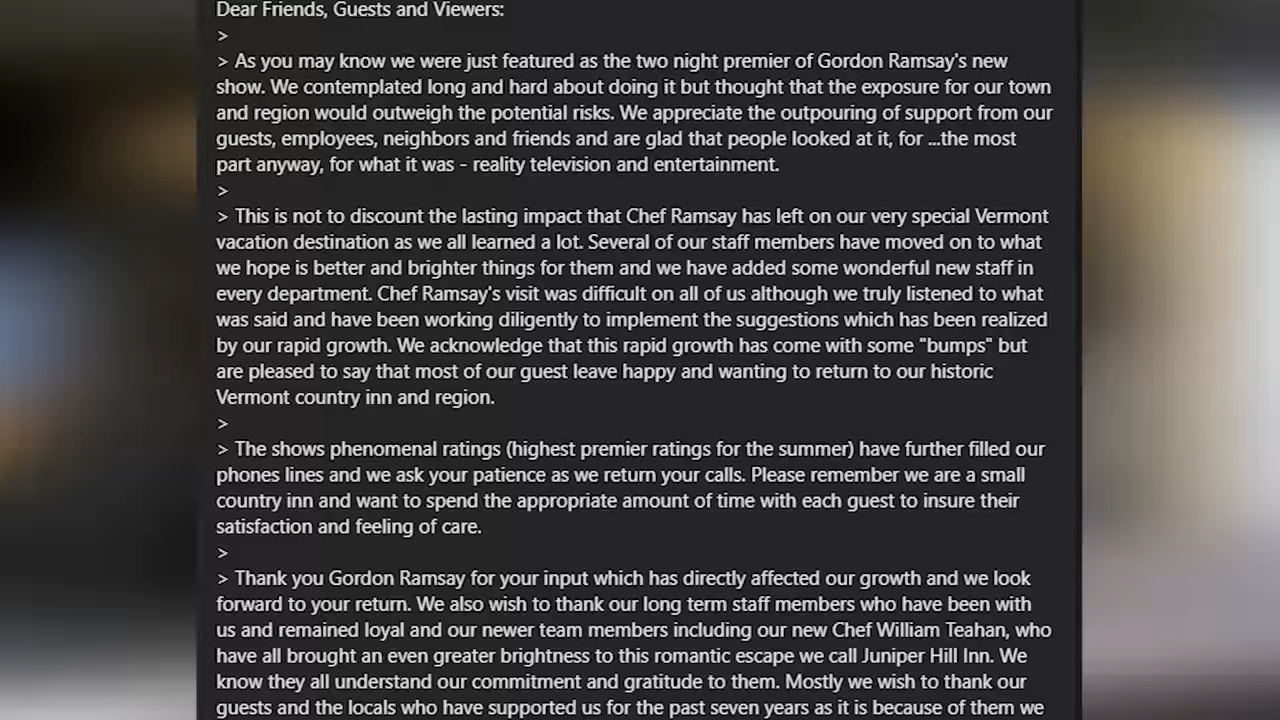 Dear Friends, Guests and Viewers:
>
> As you may know we were just featured as the two night premier of Gordon Ramsay's new
show. We contemplated long and hard about doing it but thought that the exposure for our town
and region would outweigh the potential risks. We appreciate the outpouring of support from our
guests, employees, neighbors and friends and are glad that people looked at it, for ...the most
part anyway, for what it was - reality television and entertainment.
>
> This is not to discount the lasting impact that Chef Ramsay has left on our very special Vermont
vacation destination as we all learned a lot. Several of our staff members have moved on to what
we hope is better and brighter things for them and we have added some wonderful new staff in
every department. Chef Ramsay's visit was difficult on all of us although we truly listened to what
was said and have been working diligently to implement the suggestions which has been realized
by our rapid growth. We acknowledge that this rapid growth has come with some "bumps" but
are pleased to say that most of our guest leave happy and wanting to return to our historic
Vermont country inn and region.
>
> The shows phenomenal ratings (highest premier ratings for the summer) have further filled our
phones lines and we ask your patience as we return your calls. Please remember we are a small
country inn and want to spend the appropriate amount of time with each guest to insure their
satisfaction and feeling of care.
>
> Thank you Gordon Ramsay for your input which has directly affected our growth and we look
forward to your return. We also wish to thank our long term staff members who have been with
us and remained loyal and our newer team members including our new Chef William Teahan, who
have all brought an even greater brightness to this romantic escape we call Juniper Hill Inn. We
know they all understand our commitment and gratitude to them. Mostly we wish to thank our
guests and the locals who have supported us for the past seven years as it is because of them we